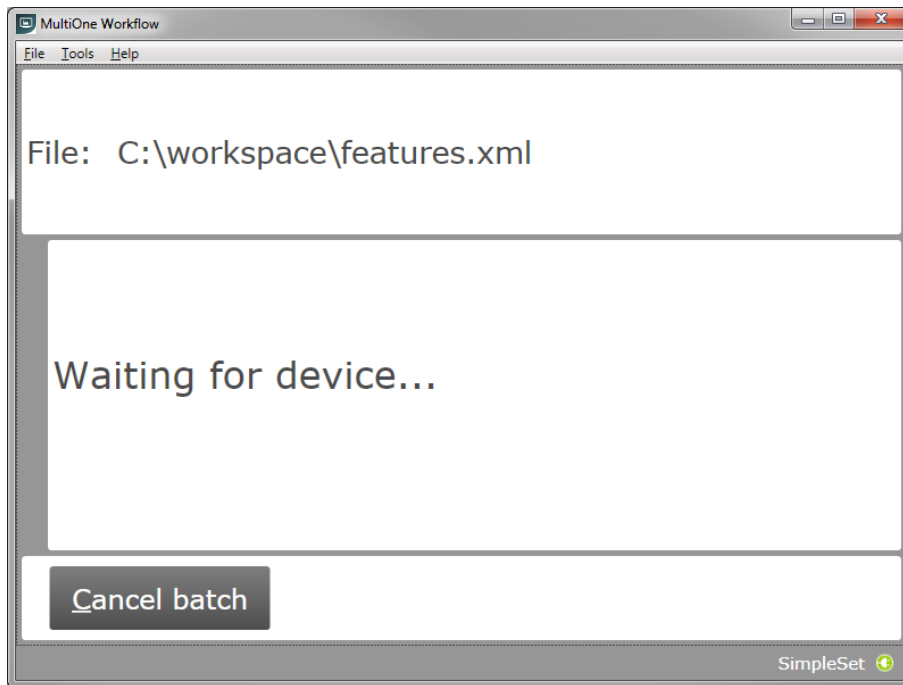 MultiOne Workflow
File Tools Help
File: C:\workspace\features.xml
Waiting for device...
Cancel batch
SimpleSet